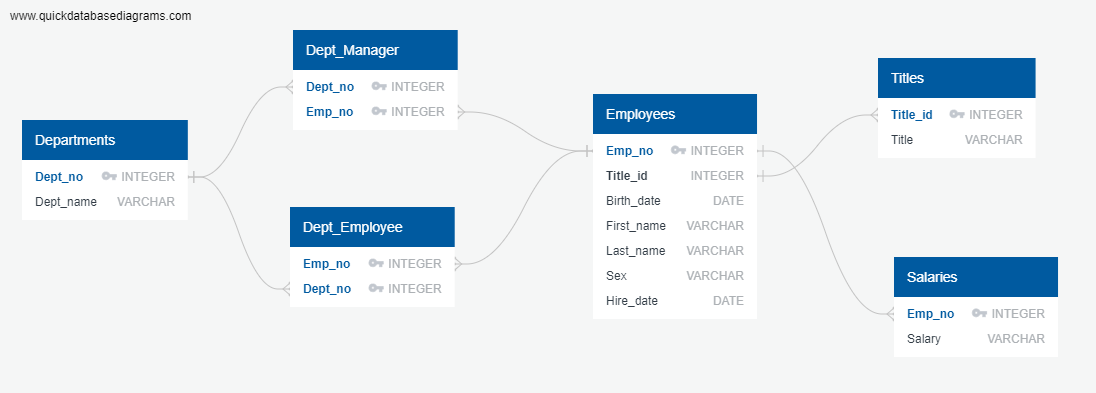 www.quickdatabasediagrams.com
Departments
Dept_no INTEGER
Dept_name VARCHAR
Dept_Manager
Dept_no INTEGER
Emp_no INTEGER
Dept_Employee
Emp_no INTEGER
Dept_no INTEGER
Employees
Emp_no INTEGER
Title_id INTEGER
Birth_date DATE
First_name VARCHAR
Last_name VARCHAR
Sex VARCHAR
Hire_date DATE
Titles
Title_id INTEGER
Title VARCHAR
Salaries
Emp_no INTEGER
Salary VARCHAR